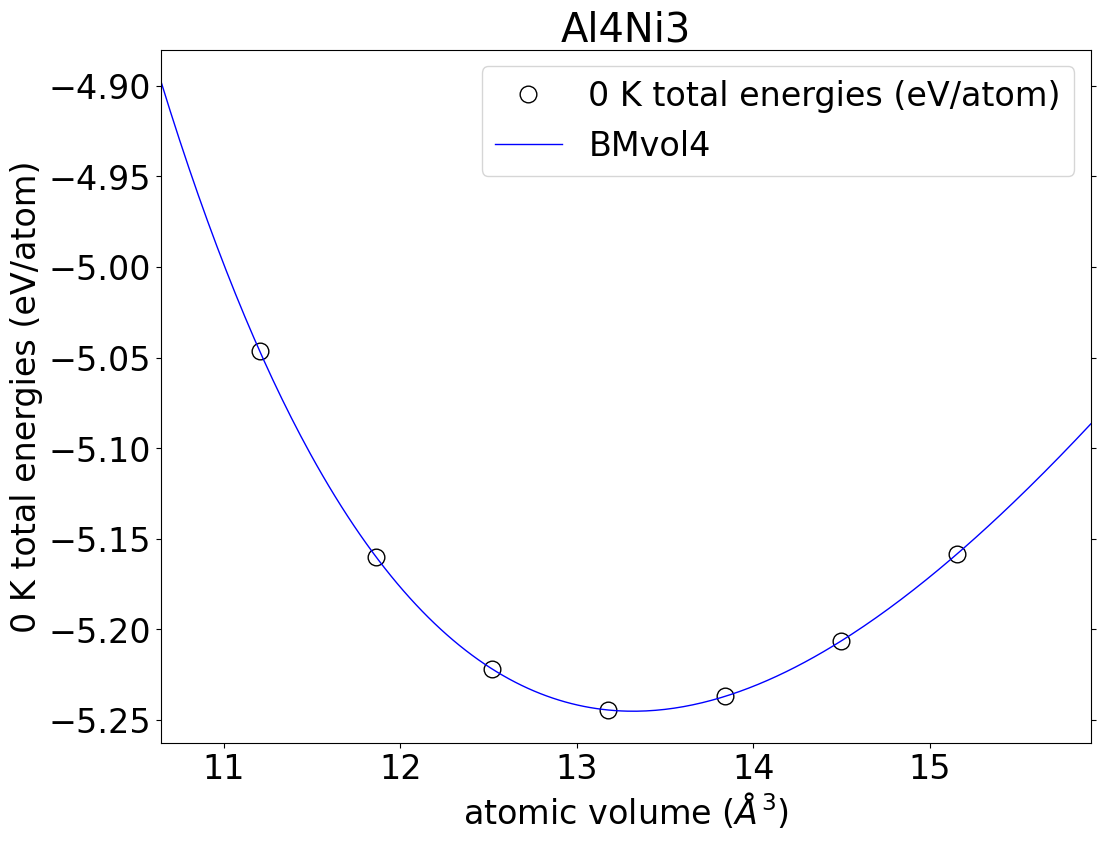 Al4Ni3
0 K total energies (eV/atom)
BMvol4
0 K total energies (eV/atom)
−4.90
−4.95
−5.00
−5.05
−5.10
−5.15
−5.20
−5.25
11 12 13 14 15
atomic volume (Å³)